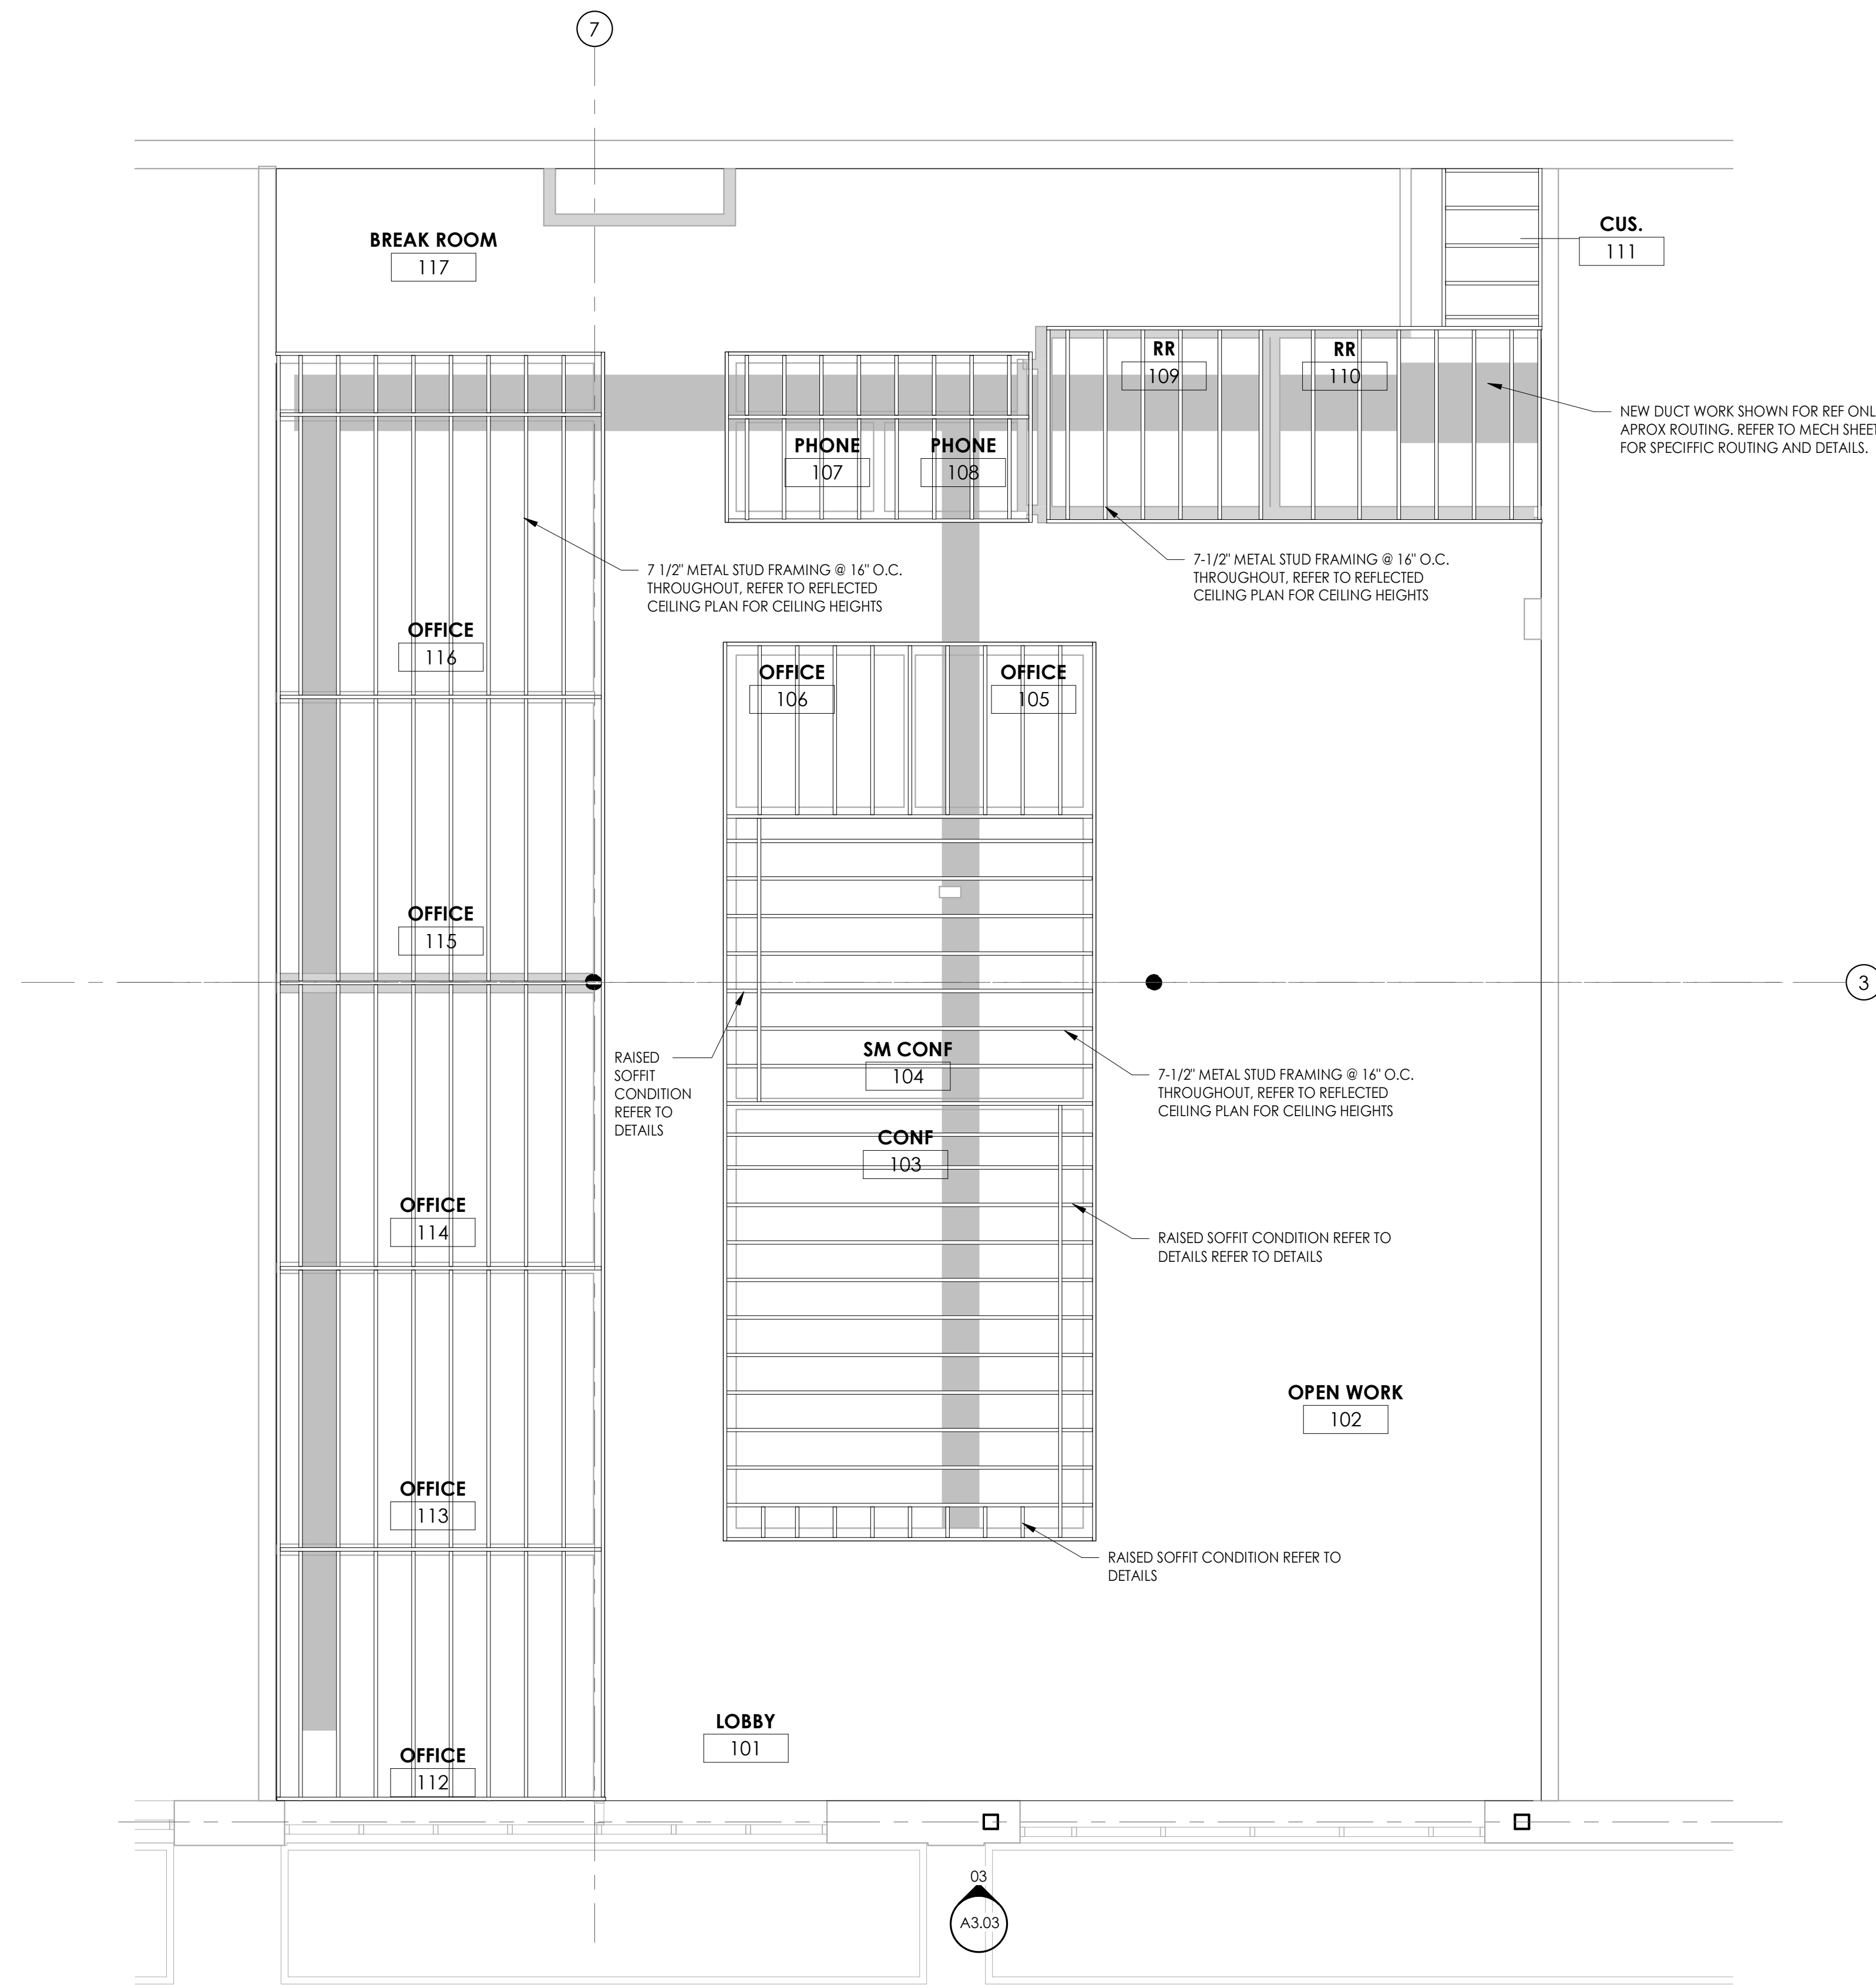 7
BREAK ROOM
117
CUS.
111
RR
109
RR
110
NEW DUCT WORK SHOWN FOR REF ONL
APROX ROUTING. REFER TO MECH SHEET
FOR SPECIFFIC ROUTING AND DETAILS.
PHONE
107
PHONE
108
7 1/2" METAL STUD FRAMING @ 16" O.C.
THROUGHOUT, REFER TO REFLECTED
CEILING PLAN FOR CEILING HEIGHTS
7-1/2" METAL STUD FRAMING @ 16" O.C.
THROUGHOUT, REFER TO REFLECTED
CEILING PLAN FOR CEILING HEIGHTS
OFFICE
116
OFFICE
106
OFFICE
105
OFFICE
115
3
RAISED
SOFFIT
CONDITION
REFER TO
DETAILS
SM CONF
104
7-1/2" METAL STUD FRAMING @ 16" O.C.
THROUGHOUT, REFER TO REFLECTED
CEILING PLAN FOR CEILING HEIGHTS
CONF
103
OFFICE
114
RAISED SOFFIT CONDITION REFER TO
DETAILS REFER TO DETAILS
OPEN WORK
102
OFFICE
113
RAISED SOFFIT CONDITION REFER TO
DETAILS
LOBBY
101
OFFICE
112
03
A3.03